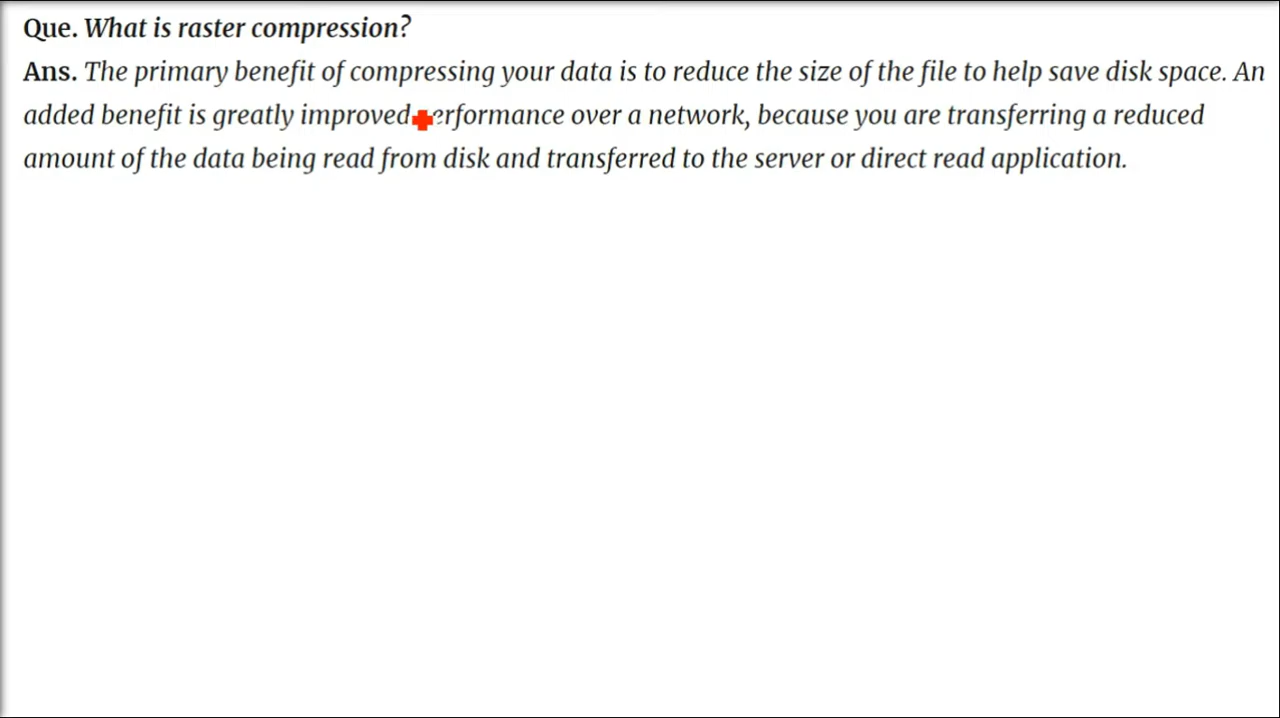 Que. What is raster compression?
Ans. The primary benefit of compressing your data is to reduce the size of the file to help save disk space. An
added benefit is greatly improved performance over a network, because you are transferring a reduced
amount of the data being read from disk and transferred to the server or direct read application.